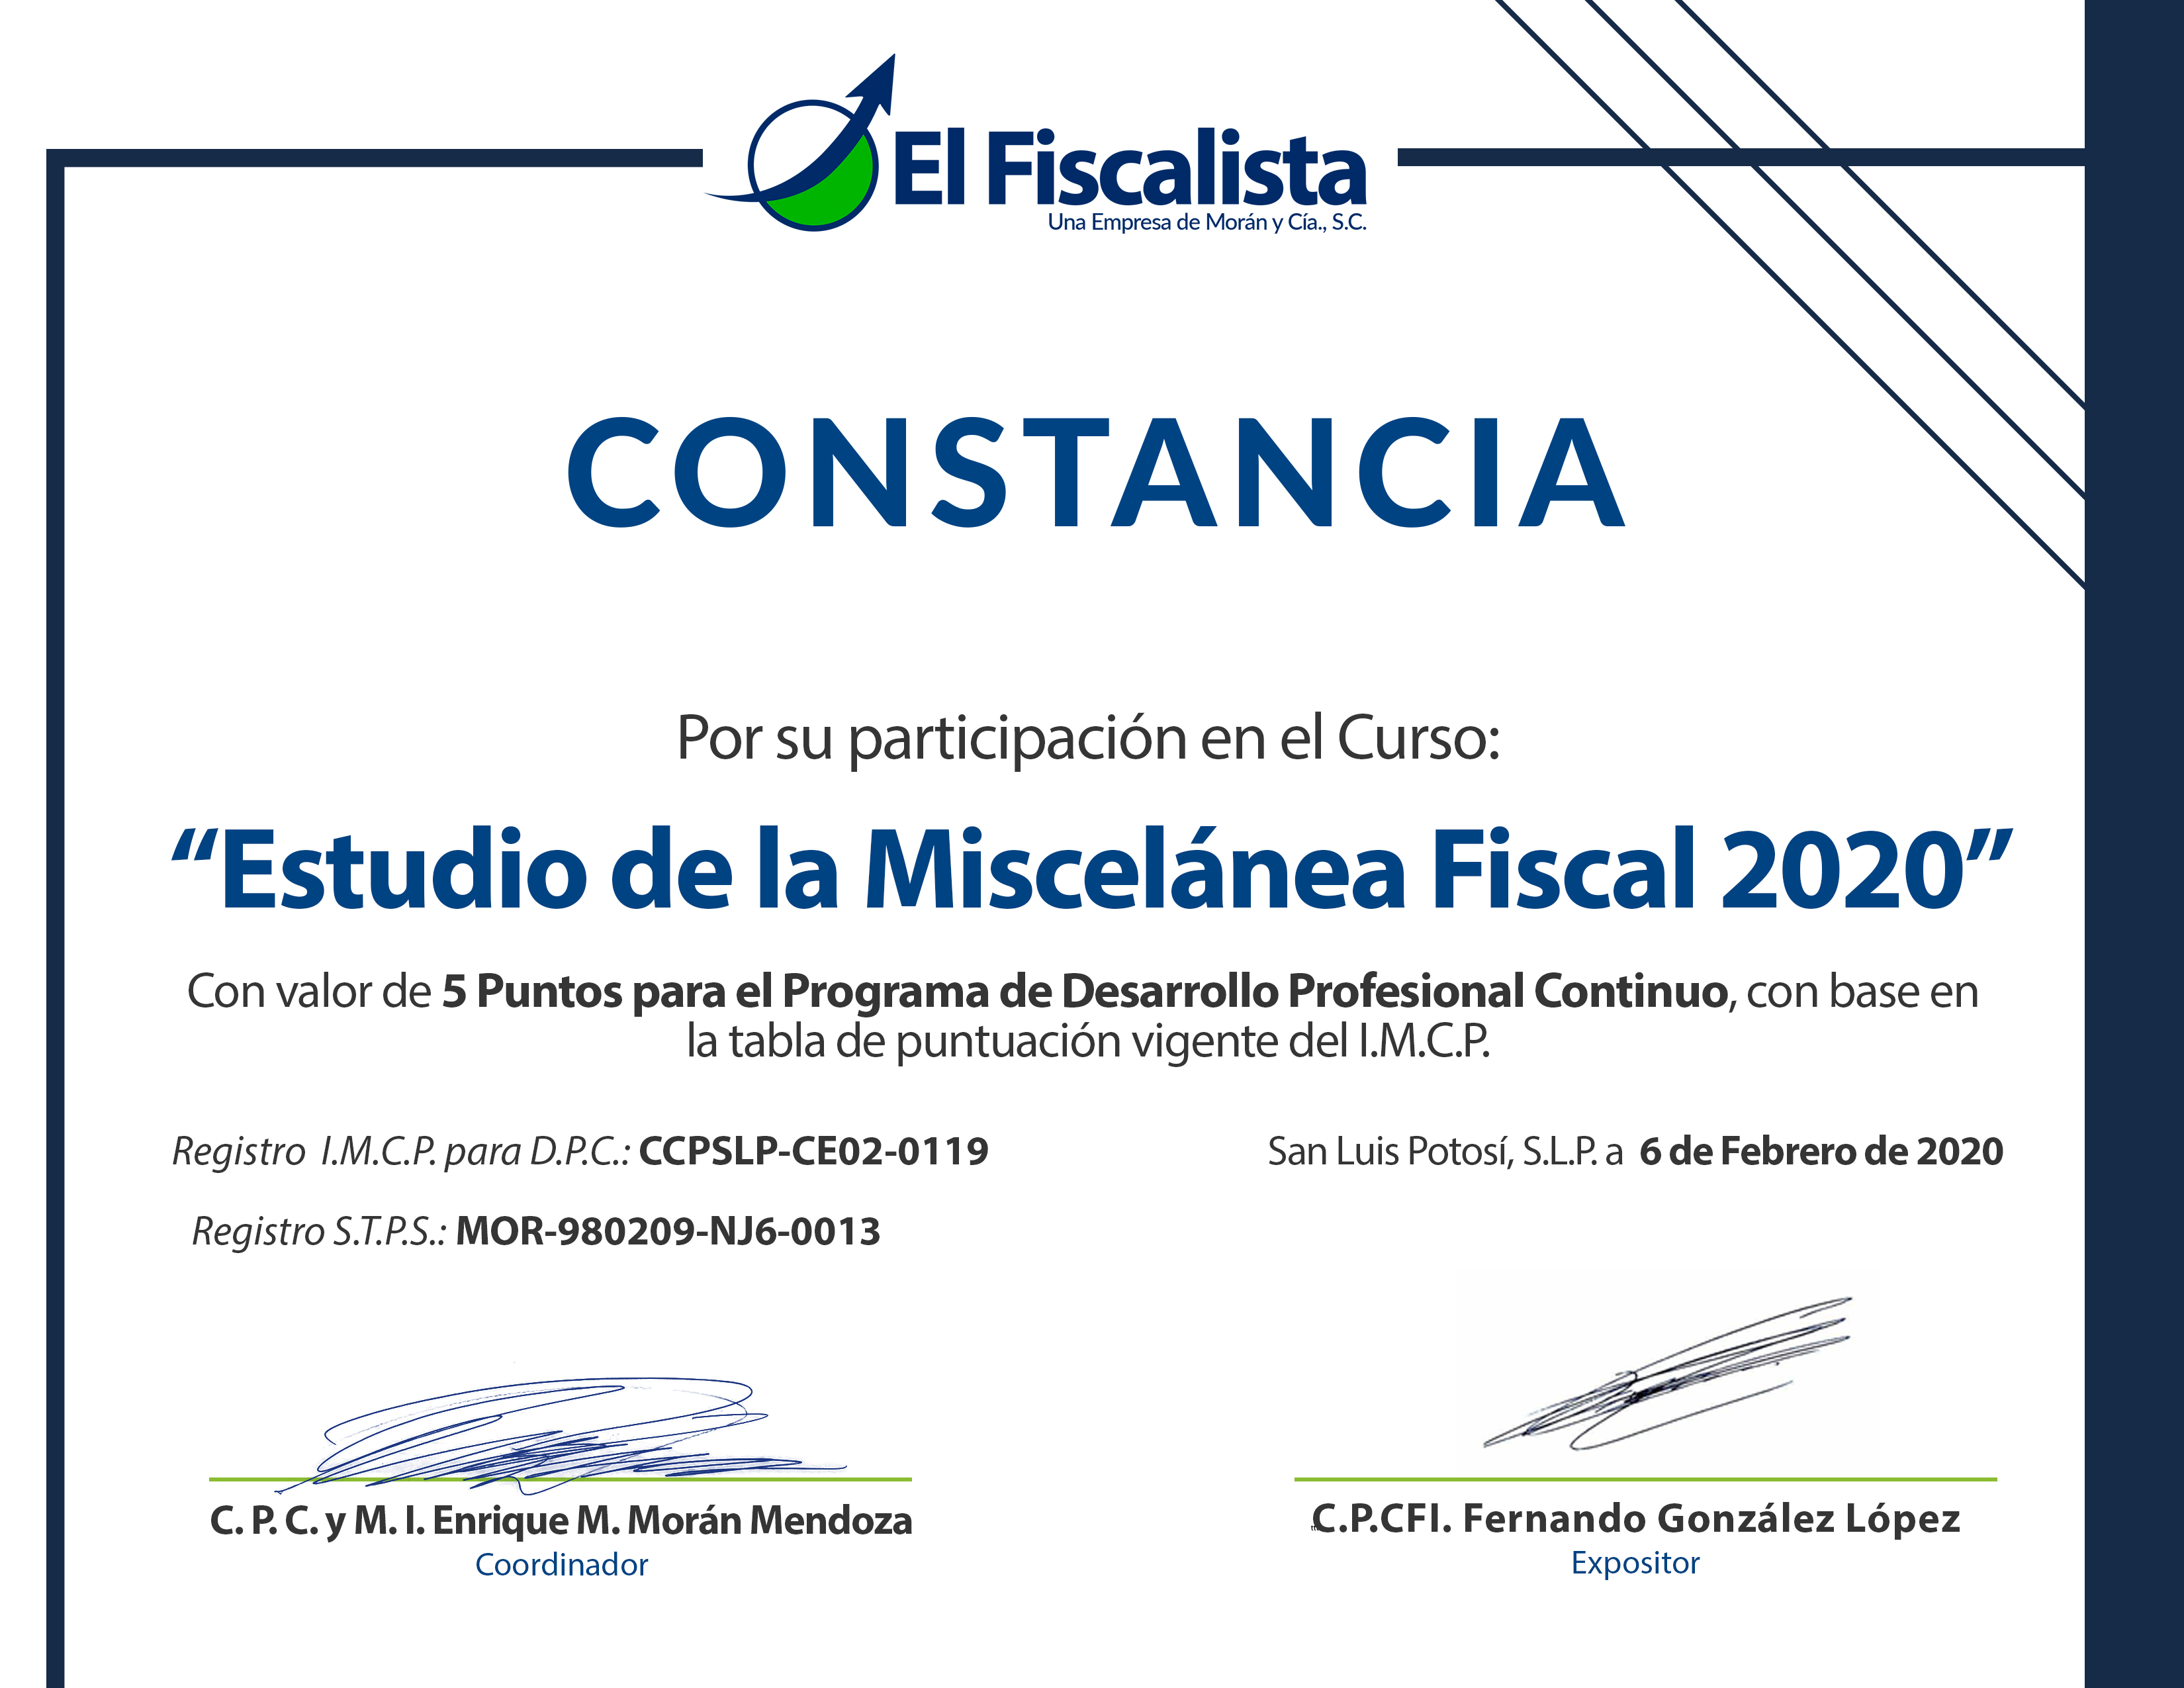 El Fiscalista
Una Empresa de Morán y Cía., S.C.
CONSTANCIA
Por su participación en el Curso:
“Estudio de la Miscelánea Fiscal 2020”
Con valor de 5 Puntos para el Programa de Desarrollo Profesional Continuo, con base en
la tabla de puntuación vigente del I.M.C.P.
Registro I.M.C.P. para D.P.C.: CCPSLP-CE02-0119
San Luis Potosí, S.L.P. a 6 de Febrero de 2020
Registro S.T.P.S.: MOR-980209-NJ6-0013
C. P. C. y M. I. Enrique M. Morán Mendoza
Coordinador
C.P.CFI. Fernando González López
Expositor